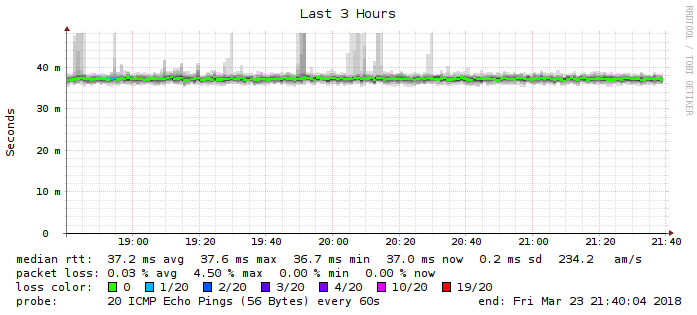 Last 3 Hours
RRDTOOL / TOBI OETIKER
Seconds
40 m
30 m
20 m
10 m
0
19:00 19:20 19:40 20:00 20:20 20:40 21:00 21:20 21:40
median rtt: 37.2 ms avg 37.6 ms max 36.7 ms min 37.0 ms now 0.2 ms sd 234.2 am/s
packet loss: 0.03 % avg 4.50 % max 0.00 % min 0.00 % now
loss color: 0 1/20 2/20 3/20 4/20 10/20 19/20
probe: 20 ICMP Echo Pings (56 Bytes) every 60s end: Fri Mar 23 21:40:04 2018